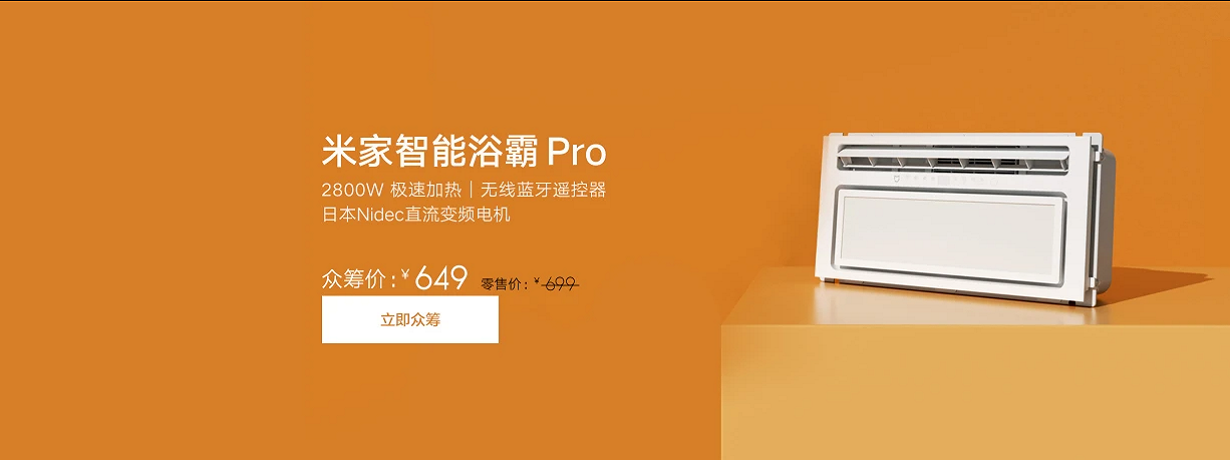 米家智能浴霸 Pro
2800W 极速加热｜无线蓝牙遥控器
日本Nidec直流变频电机
众筹价：¥649 零售价：¥699
立即众筹